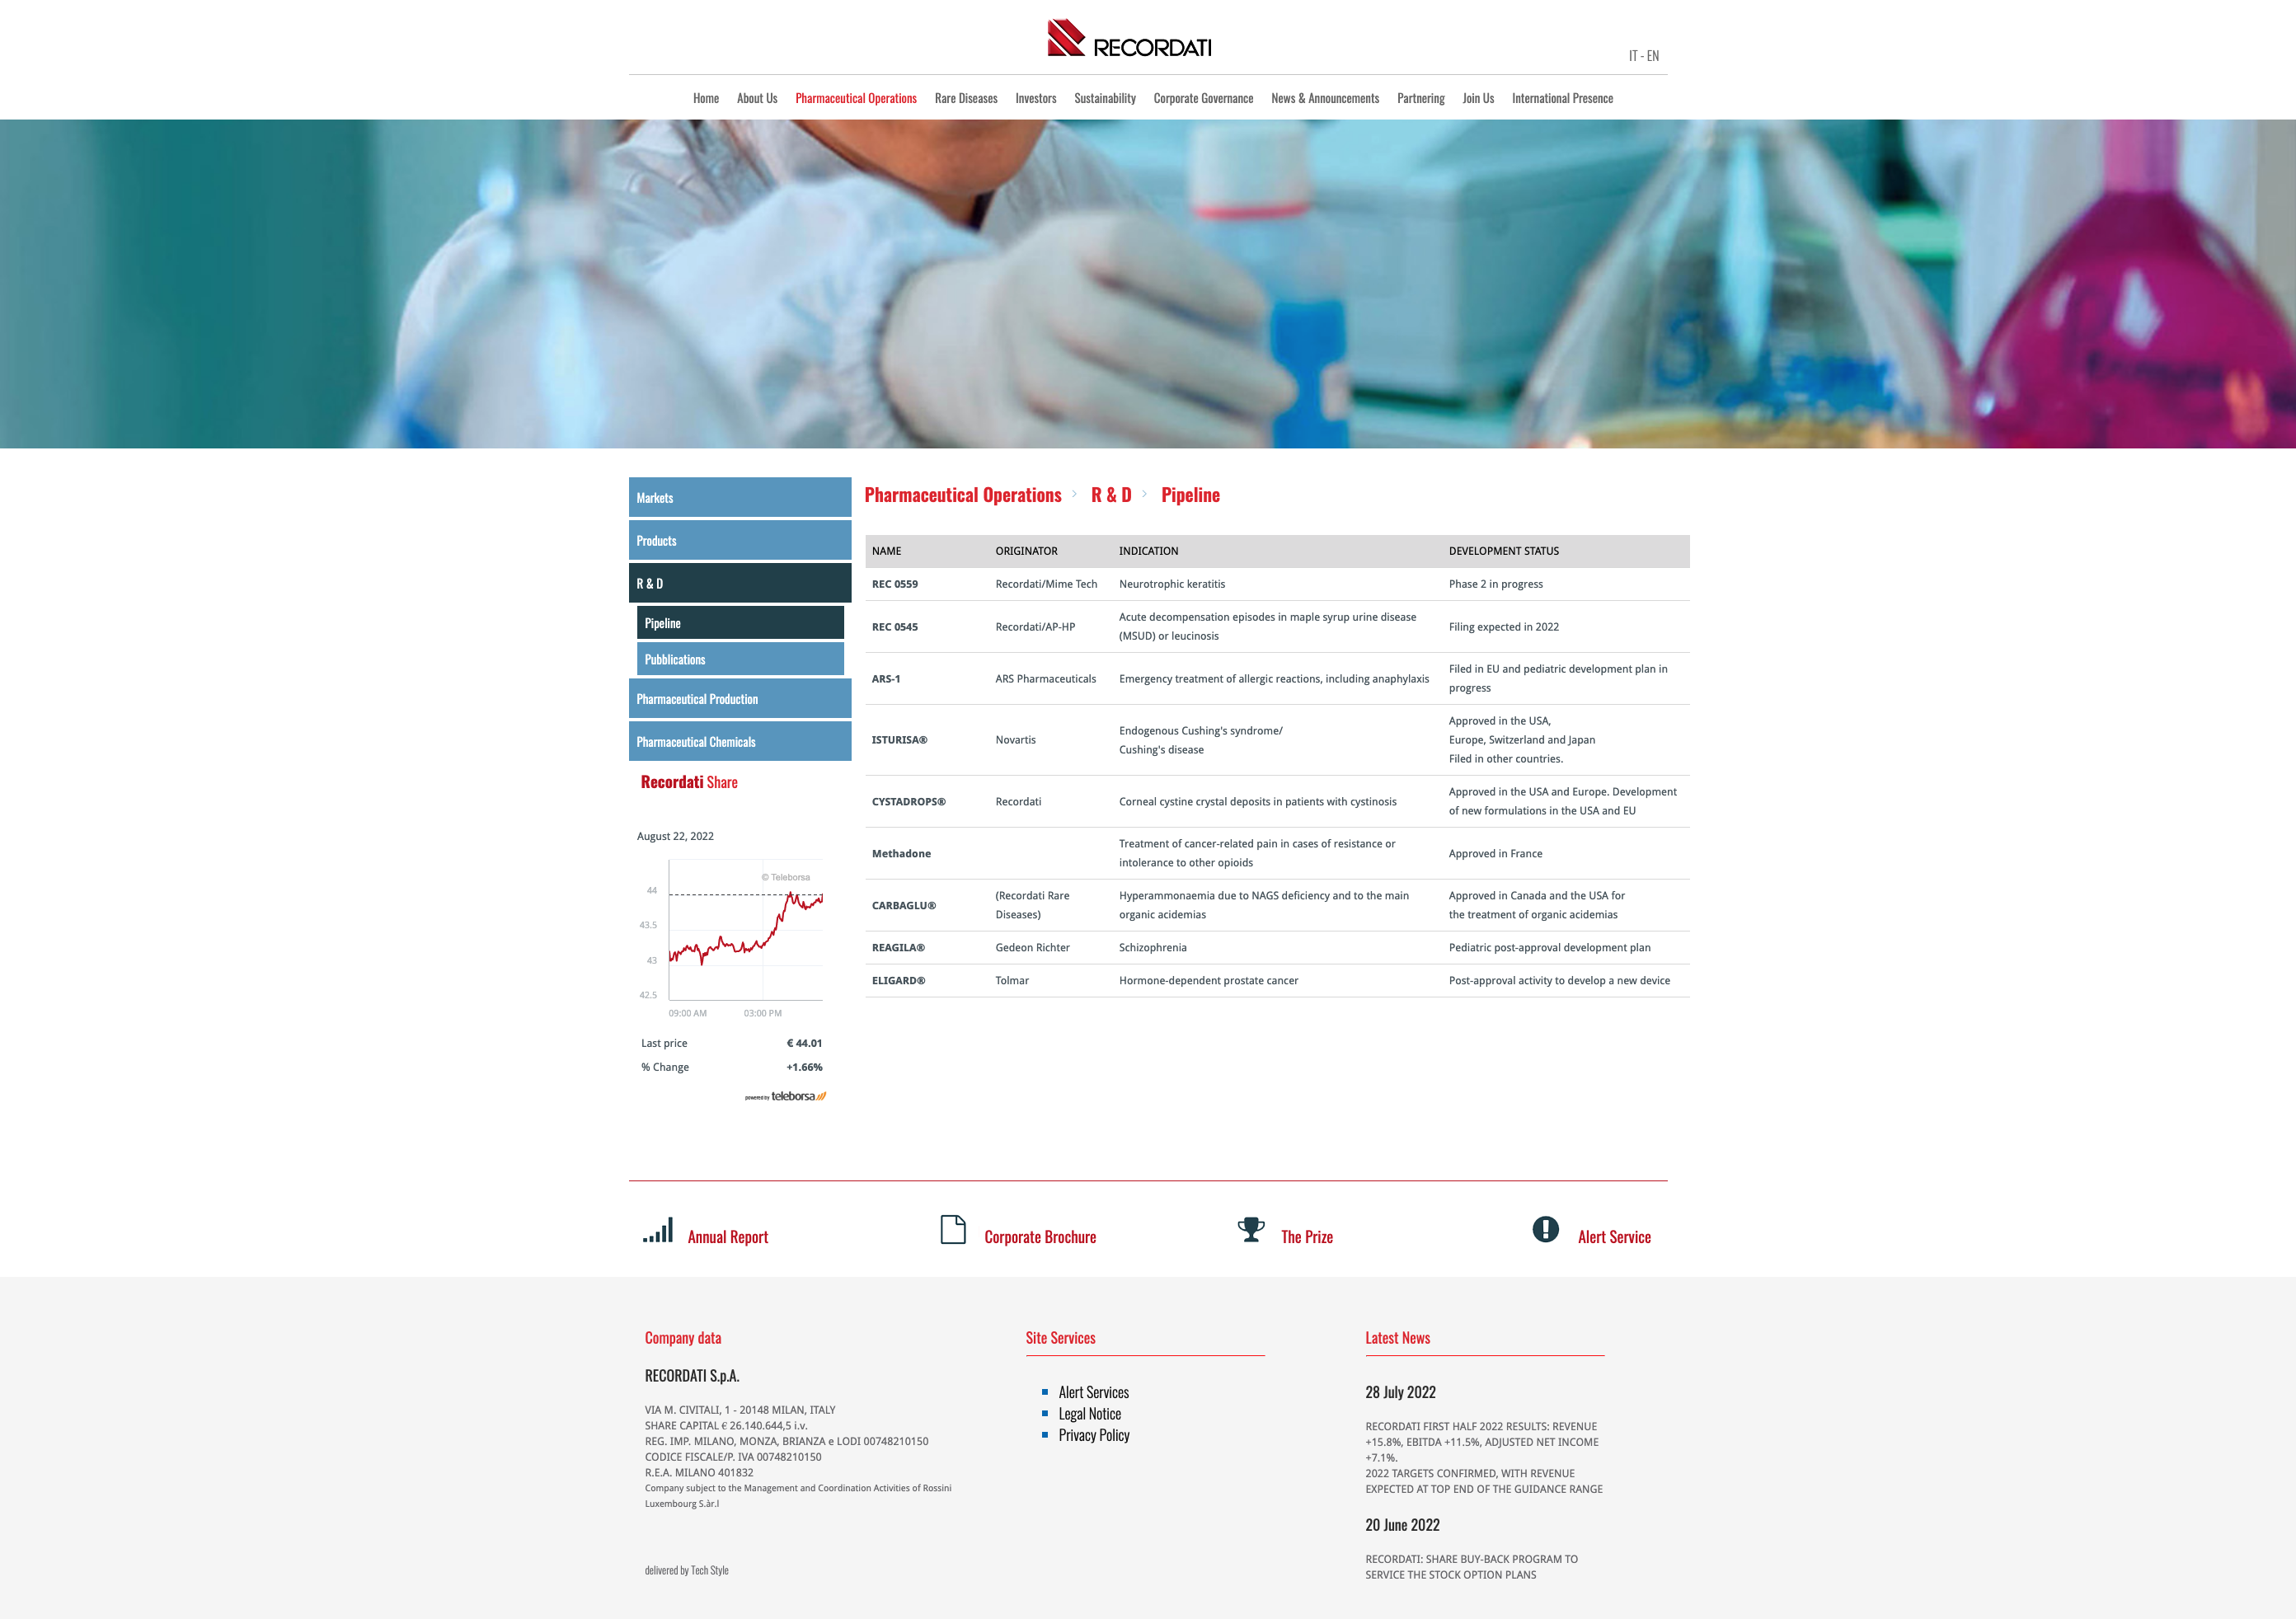 RECORDATI
IT - EN
Home About Us Pharmaceutical Operations Rare Diseases Investors Sustainability Corporate Governance News & Announcements Partnering Join Us International Presence
Markets
Products
R & D
Pipeline
Pubblications
Pharmaceutical Production
Pharmaceutical Chemicals
Recordati Share
August 22, 2022
© Teleborsa
44
43.5
43
42.5
09:00 AM 03:00 PM
Last price € 44.01
% Change +1.66%
powered by teleborsa
Pharmaceutical Operations > R & D > Pipeline
NAME ORIGINATOR INDICATION DEVELOPMENT STATUS
REC 0559 Recordati/Mime Tech Neurotrophic keratitis Phase 2 in progress
REC 0545 Recordati/AP-HP Acute decompensation episodes in maple syrup urine disease
(MSUD) or leucinosis Filing expected in 2022
ARS-1 ARS Pharmaceuticals Emergency treatment of allergic reactions, including anaphylaxis Filed in EU and pediatric development plan in
progress
ISTURISA® Novartis Endogenous Cushing's syndrome/
Cushing's disease Approved in the USA,
Europe, Switzerland and Japan
Filed in other countries.
CYSTADROPS® Recordati Corneal cystine crystal deposits in patients with cystinosis Approved in the USA and Europe. Development
of new formulations in the USA and EU
Methadone Treatment of cancer-related pain in cases of resistance or
intolerance to other opioids Approved in France
CARBAGLU® (Recordati Rare
Diseases) Hyperammonaemia due to NAGS deficiency and to the main
organic acidemias Approved in Canada and the USA for
the treatment of organic acidemias
REAGILA® Gedeon Richter Schizophrenia Pediatric post-approval development plan
ELIGARD® Tolmar Hormone-dependent prostate cancer Post-approval activity to develop a new device
Annual Report Corporate Brochure The Prize Alert Service
Company data
RECORDATI S.p.A.
VIA M. CIVITALI, 1 - 20148 MILAN, ITALY
SHARE CAPITAL € 26.140.644,5 i.v.
REG. IMP. MILANO, MONZA, BRIANZA e LODI 00748210150
CODICE FISCALE/P. IVA 00748210150
R.E.A. MILANO 401832
Company subject to the Management and Coordination Activities of Rossini
Luxembourg S.àr.l
delivered by Tech Style
Site Services
Alert Services
Legal Notice
Privacy Policy
Latest News
28 July 2022
RECORDATI FIRST HALF 2022 RESULTS: REVENUE
+15.8%, EBITDA +11.5%, ADJUSTED NET INCOME
+7.1%.
2022 TARGETS CONFIRMED, WITH REVENUE
EXPECTED AT TOP END OF THE GUIDANCE RANGE
20 June 2022
RECORDATI: SHARE BUY-BACK PROGRAM TO
SERVICE THE STOCK OPTION PLANS